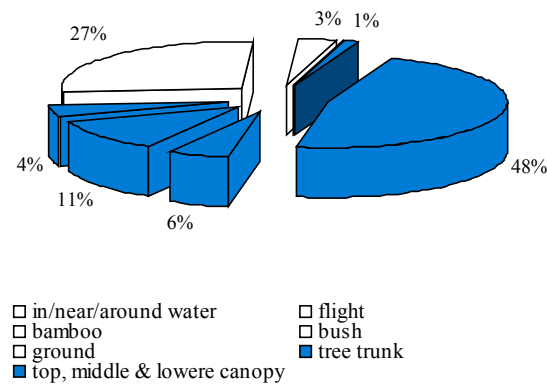 27%
3%
1%
4%
11%
6%
48%
in/near/around water
flight
bamboo
bush
ground
tree trunk
top, middle & lowere canopy